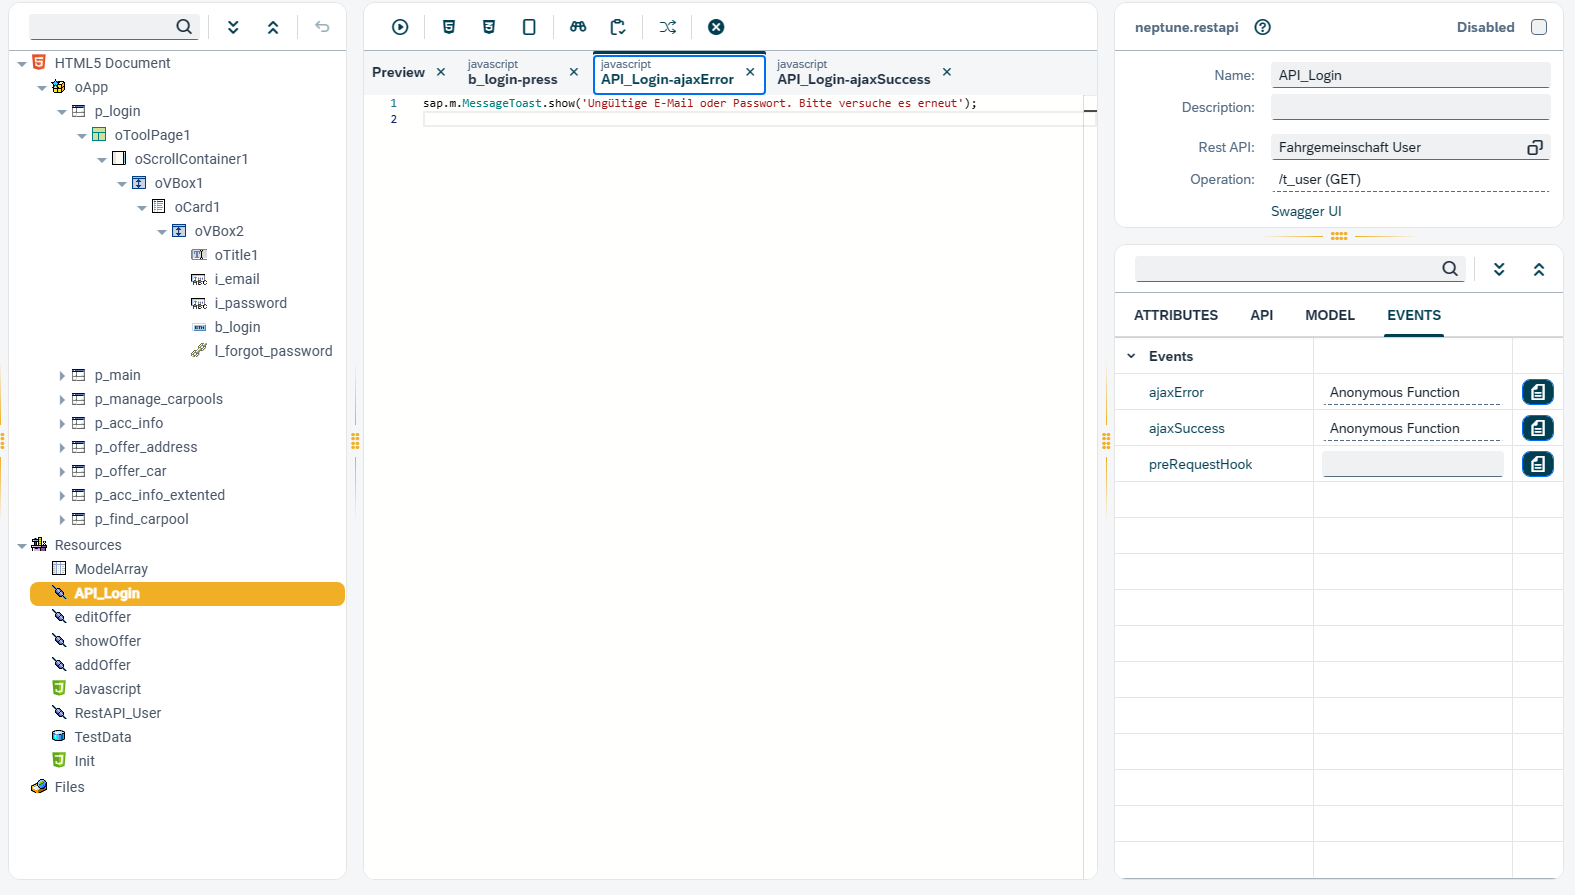 HTML5 Document
oApp
p_login
oToolPage1
oScrollContainer1
oVBox1
oCard1
oVBox2
oTitle1
i_email
i_password
b_login
l_forgot_password
p_main
p_manage_carpools
p_acc_info
p_offer_address
p_offer_car
p_acc_info_extented
p_find_carpool
Resources
ModelArray
API_Login
editOffer
showOffer
addOffer
Javascript
RestAPI_User
TestData
Init
Files
Preview
javascript
b_login-press
javascript
API_Login-ajaxError
javascript
API_Login-ajaxSuccess
1 sap.m.MessageToast.show('Ungültige E-Mail oder Passwort. Bitte versuche es erneut');
2
neptune.restapi Disabled
Name: API_Login
Description:
Rest API: Fahrgemeinschaft User
Operation: /t_user (GET)
Swagger UI
ATTRIBUTES API MODEL EVENTS
Events
ajaxError Anonymous Function
ajaxSuccess Anonymous Function
preRequestHook